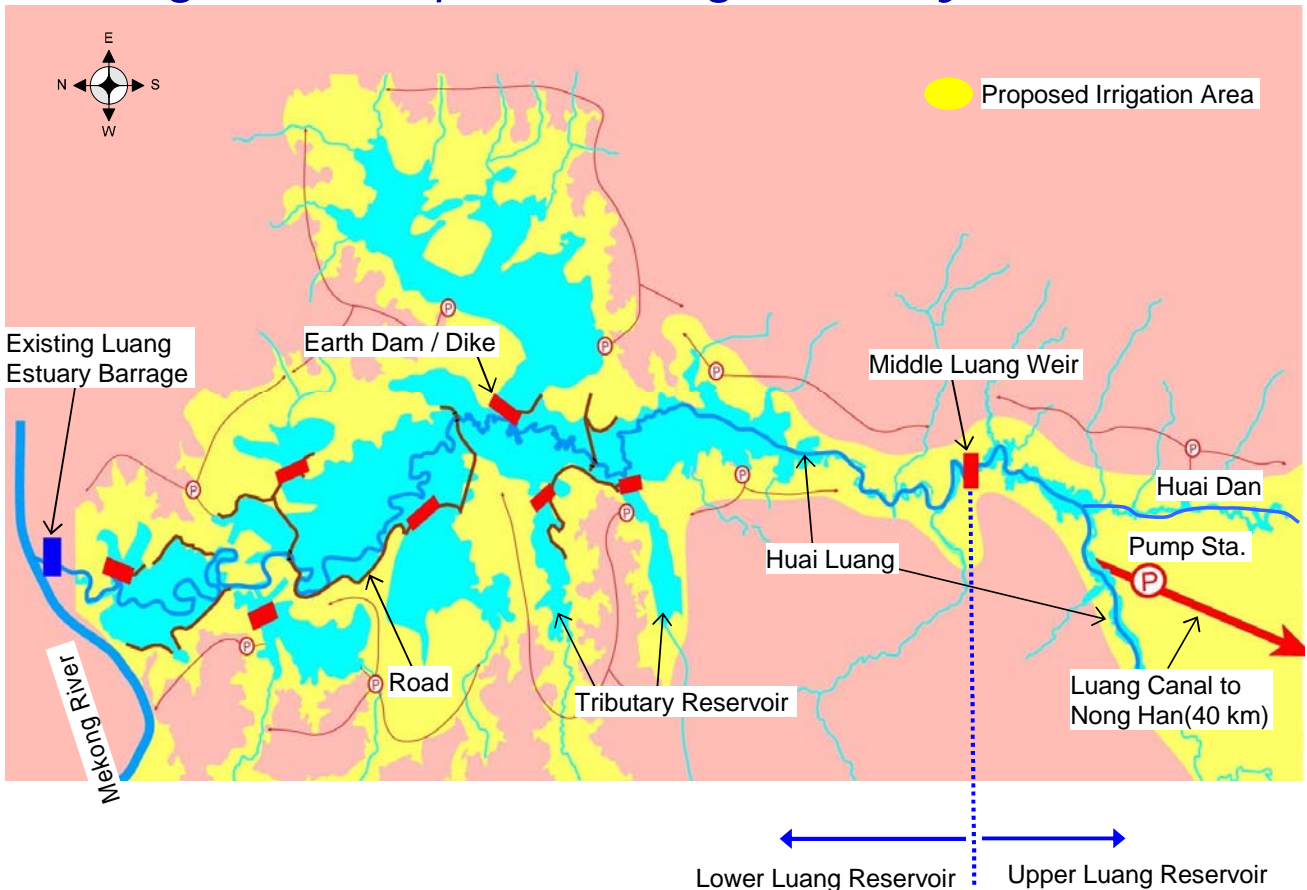 E
N S
W
Proposed Irrigation Area
Existing Luang
Estuary Barrage
Earth Dam / Dike
Middle Luang Weir
Huai Dan
Pump Sta.
Huai Luang
P
P
P
P
P
P
P
P
P
P
Road
Tributary Reservoir
Luang Canal to
Nong Han(40 km)
Mekong River
Lower Luang Reservoir
Upper Luang Reservoir